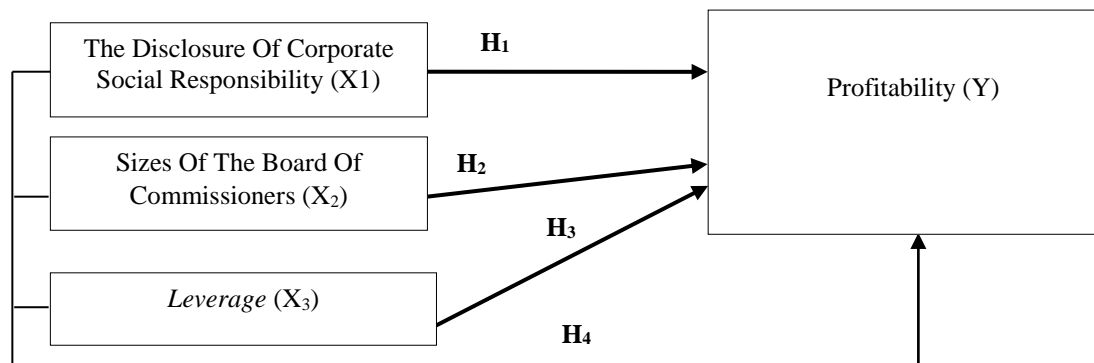 The Disclosure Of Corporate
Social Responsibility (X1)
H1
Profitability (Y)
Sizes Of The Board Of
Commissioners (X2)
H2
H3
Leverage (X3)
H4